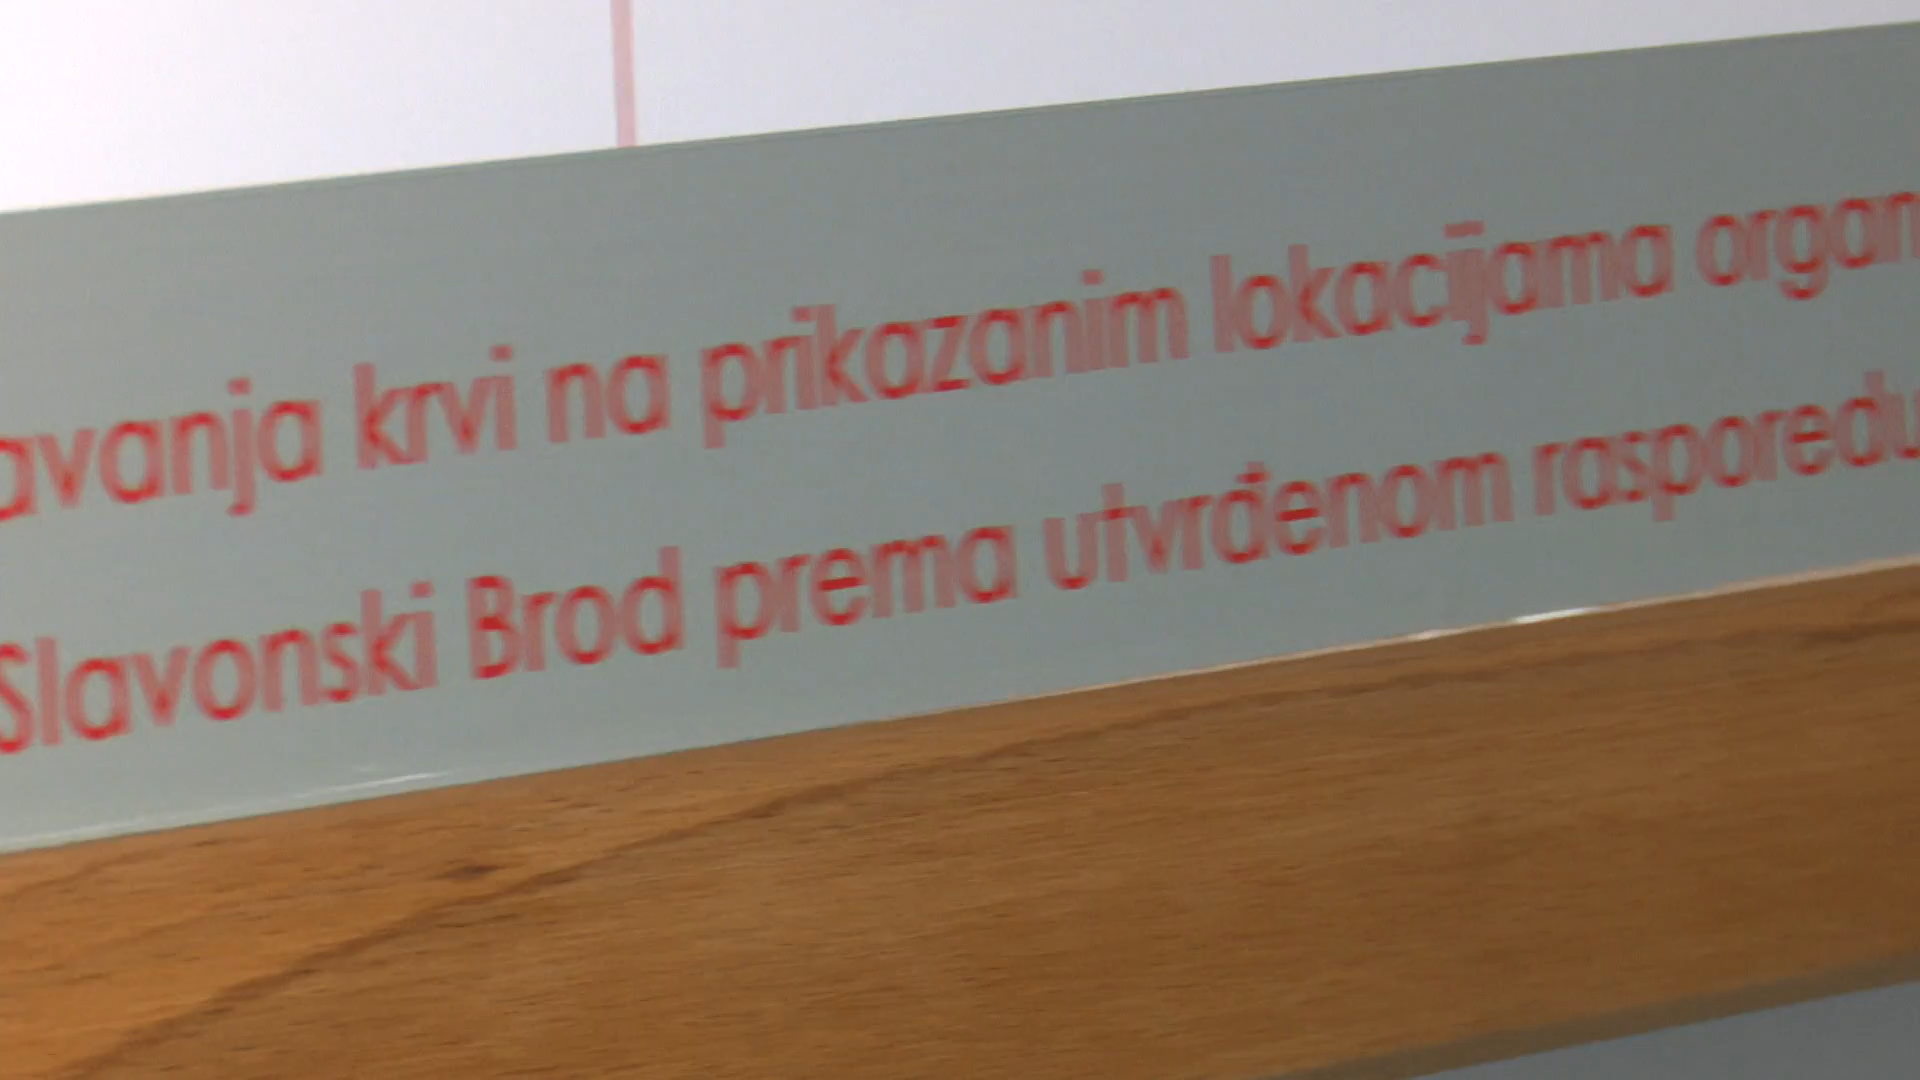 avanja krvi na prikazanim lokacijama organ
Slavonski Brod prema utvrđenom rasporedu